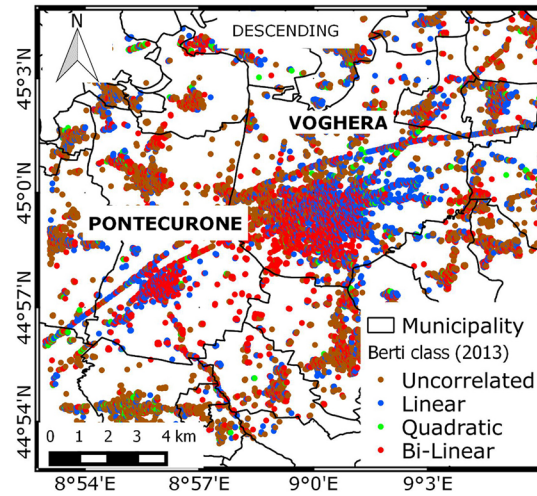 N
DESCENDING
VOGHERA
PONTECURONE
45°3'N
45°0'N
44°57'N
44°54'N
Municipality
Berti class (2013)
Uncorrelated
Linear
Quadratic
Bi-Linear
0 1 2 3 4 km
8°54'E
8°57'E
9°0'E
9°3'E